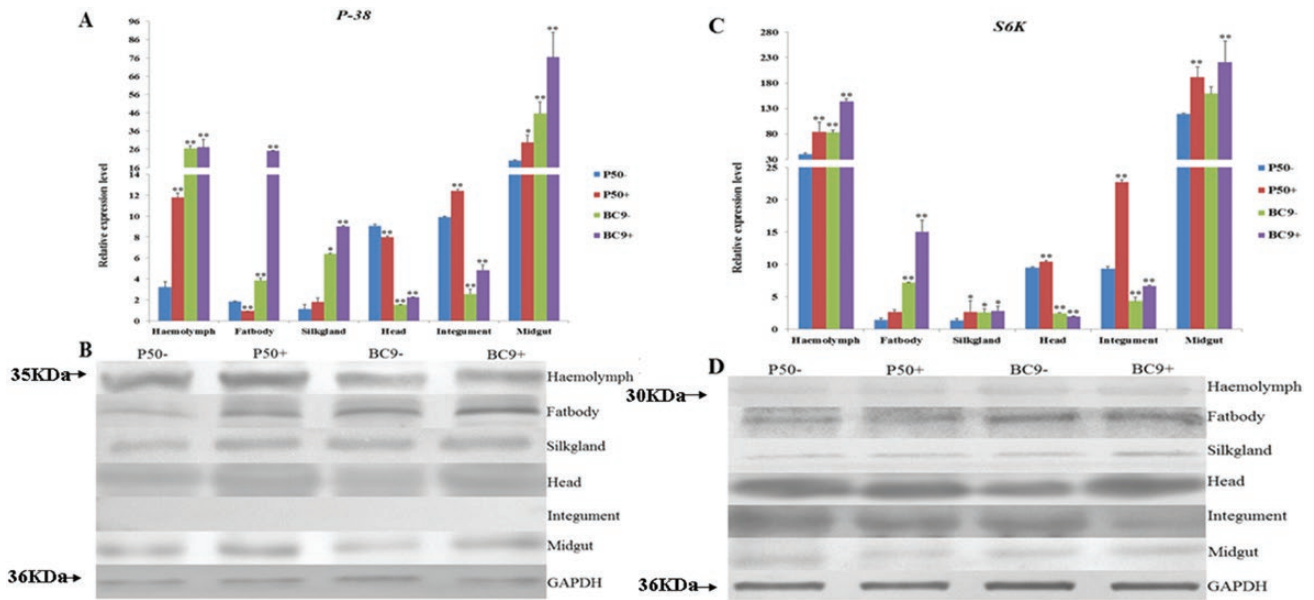 A
P-38
Relative expression level
96
86
76
66
56
46
36
26
16
14
12
10
8
6
4
2
0
**
**
**
**
**
**
*
**
**
**
**
**
**
**
*
**
**
Haemolymph Fatbody Silkgland Head Integument Midgut
P50-
P50+
BC9-
BC9+
B
P50- P50+ BC9- BC9+
35KDa
Haemolymph
Fatbody
Silkgland
Head
Integument
Midgut
36KDa
GAPDH
C
S6K
Relative expression level
280
230
180
130
80
30
25
20
15
10
5
0
**
**
**
**
**
*
*
*
**
**
**
**
**
**
**
**
Haemolymph Fatbody Silkgland Head Integument Midgut
P50-
P50+
BC9-
BC9+
D
P50- P50+ BC9- BC9+
30KDa
Haemolymph
Fatbody
Silkgland
Head
Integument
Midgut
36KDa
GAPDH